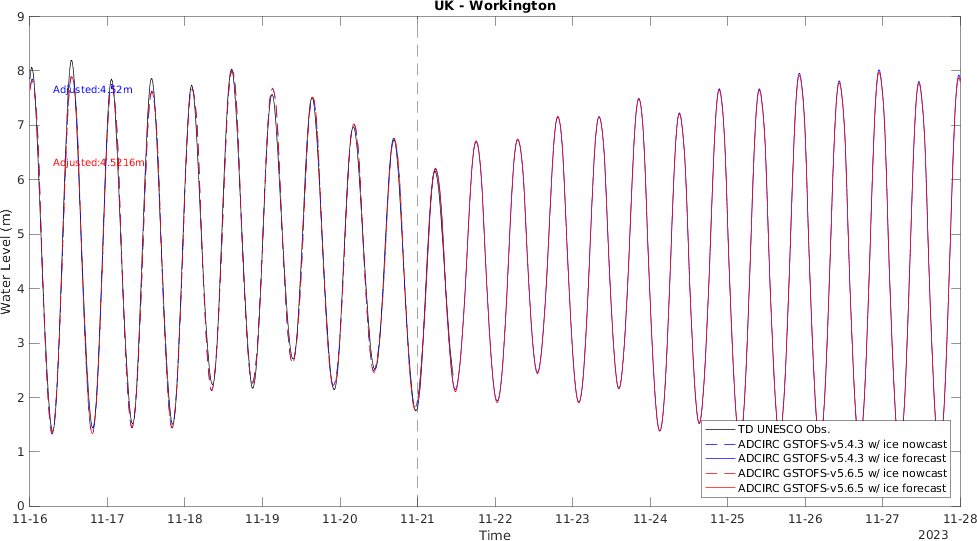 UK - Workington
9
8
7
6
5
4
3
2
1
0
Water Level (m)
Adjusted:4.52m
Adjusted:4.5216m
TD UNESCO Obs.
ADCIRC GSTOFS-v5.4.3 w/ ice nowcast
ADCIRC GSTOFS-v5.4.3 w/ ice forecast
ADCIRC GSTOFS-v5.6.5 w/ ice nowcast
ADCIRC GSTOFS-v5.6.5 w/ ice forecast
11-16 11-17 11-18 11-19 11-20 11-21 11-22 11-23 11-24 11-25 11-26 11-27 11-28
Time
2023